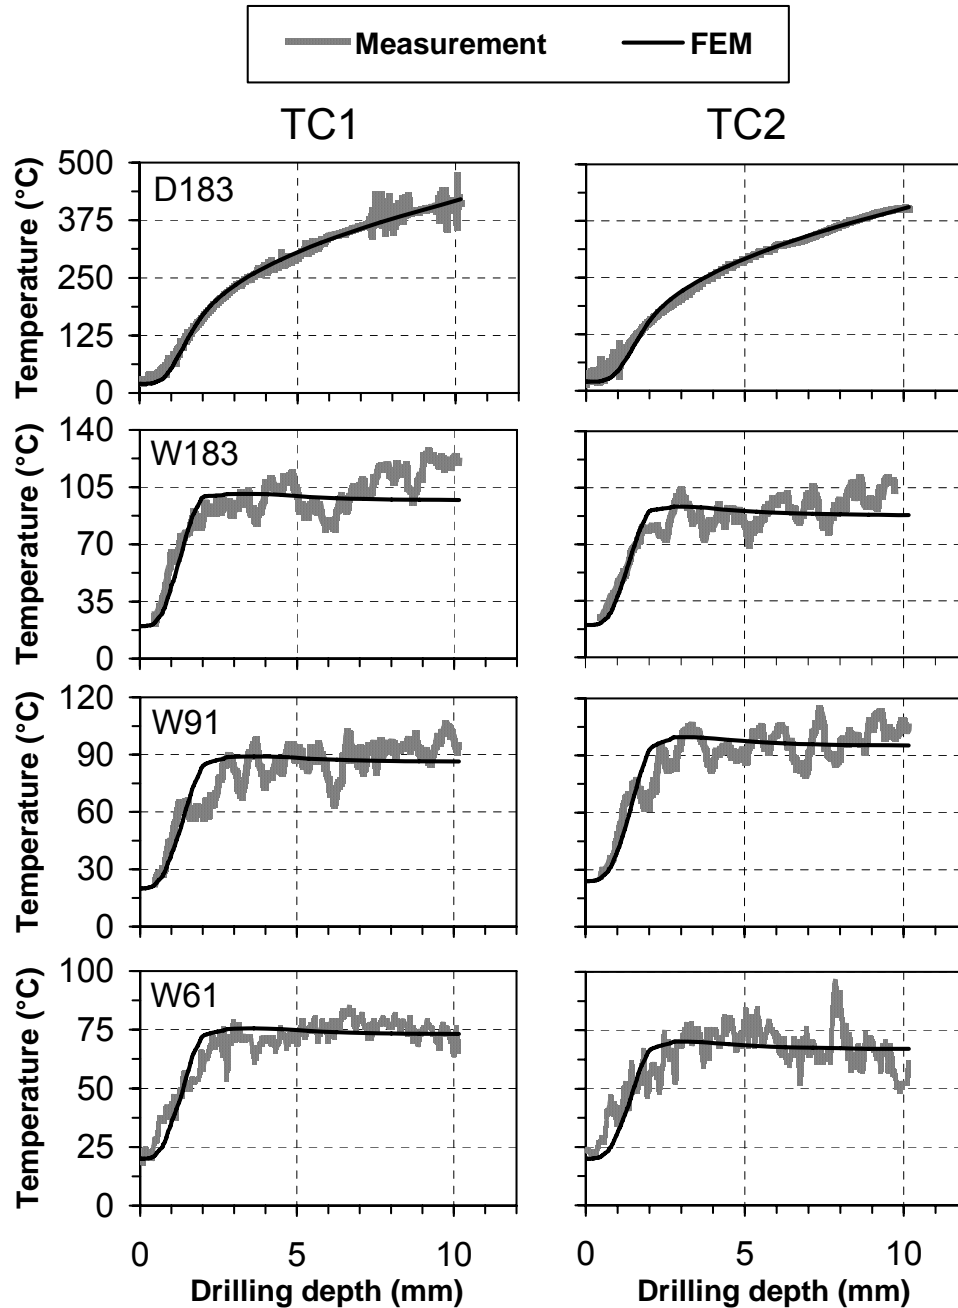 Measurement FEM
TC1 TC2
Temperature (°C)
500
375
250
125
0
D183
Temperature (°C)
140
105
70
35
0
W183
Temperature (°C)
120
90
60
30
0
W91
Temperature (°C)
100
75
50
25
0
W61
0 5 10 0 5 10
Drilling depth (mm) Drilling depth (mm)